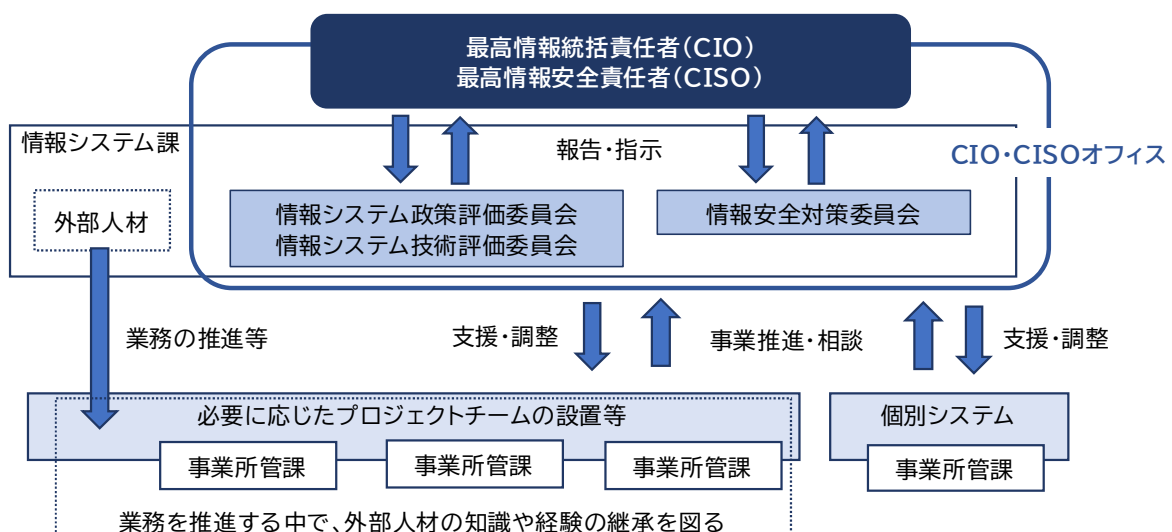 最高情報統括責任者(CIO)
最高情報安全責任者(CISO)
情報システム課
報告・指示
CIO・CISOオフィス
外部人材
情報システム政策評価委員会
情報システム技術評価委員会
情報安全対策委員会
業務の推進等
支援・調整
事業推進・相談
支援・調整
必要に応じたプロジェクトチームの設置等
個別システム
事業所管課
事業所管課
事業所管課
事業所管課
業務を推進する中で、外部人材の知識や経験の継承を図る